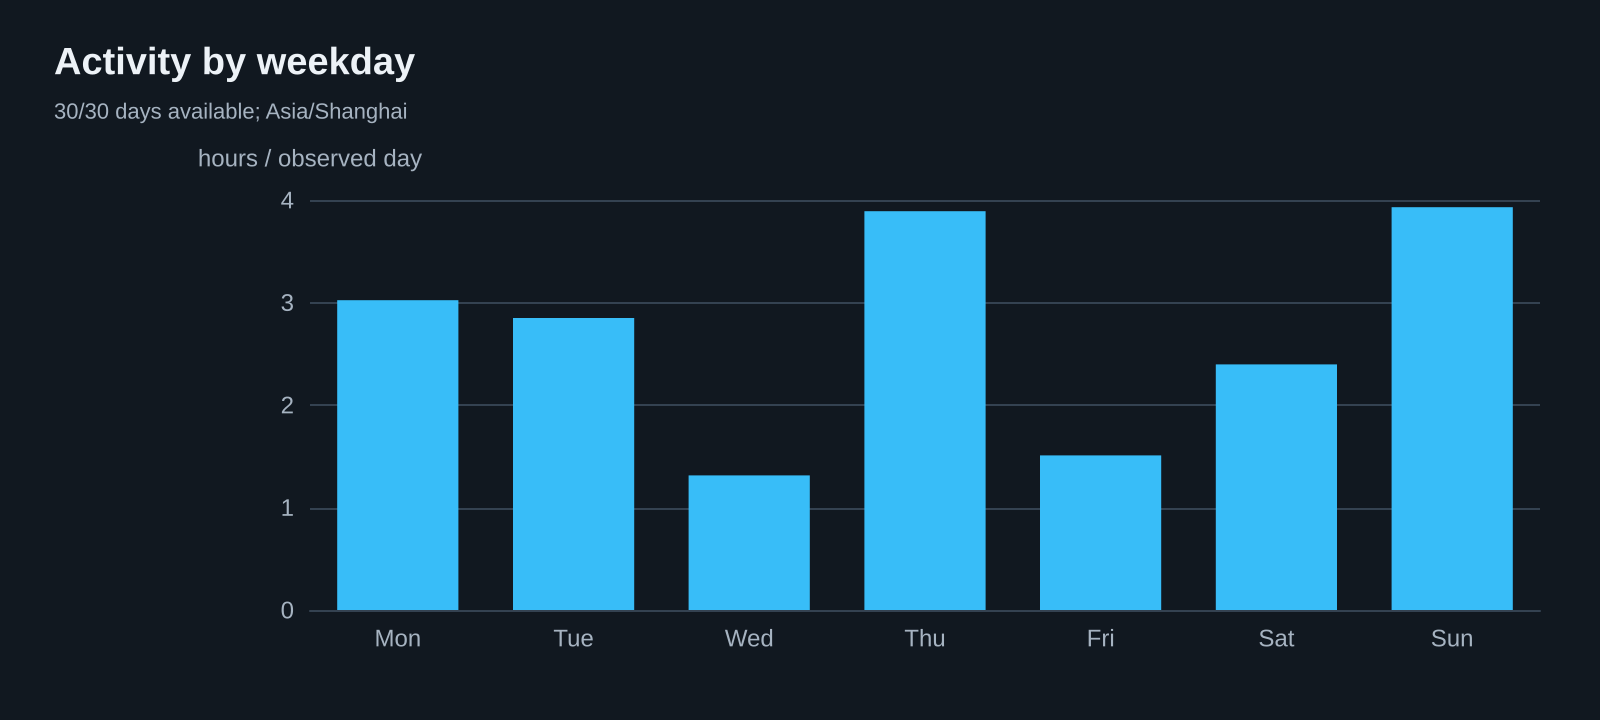 Activity by weekday
30/30 days available; Asia/Shanghai
hours / observed day
4
3
2
1
0
Mon Tue Wed Thu Fri Sat Sun